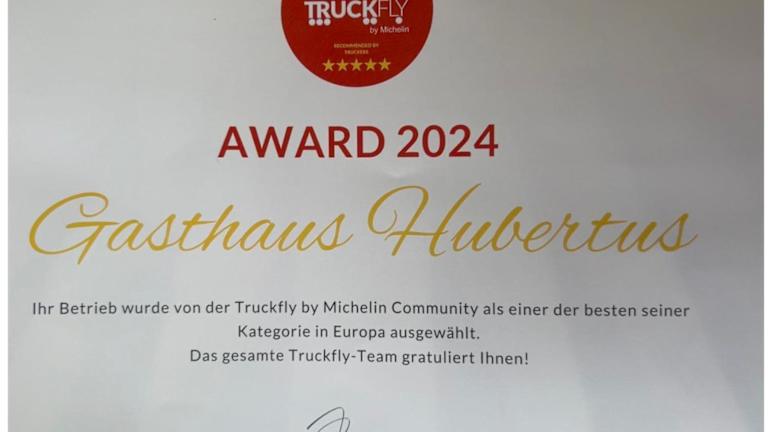 TRUCKFLY
by Michelin
RECOMMENDED BY
TRUCKERS
AWARD 2024
Gasthaus Hubertus
Ihr Betrieb wurde von der Truckfly by Michelin Community als einer der besten seiner
Kategorie in Europa ausgewählt.
Das gesamte Truckfly-Team gratuliert Ihnen!